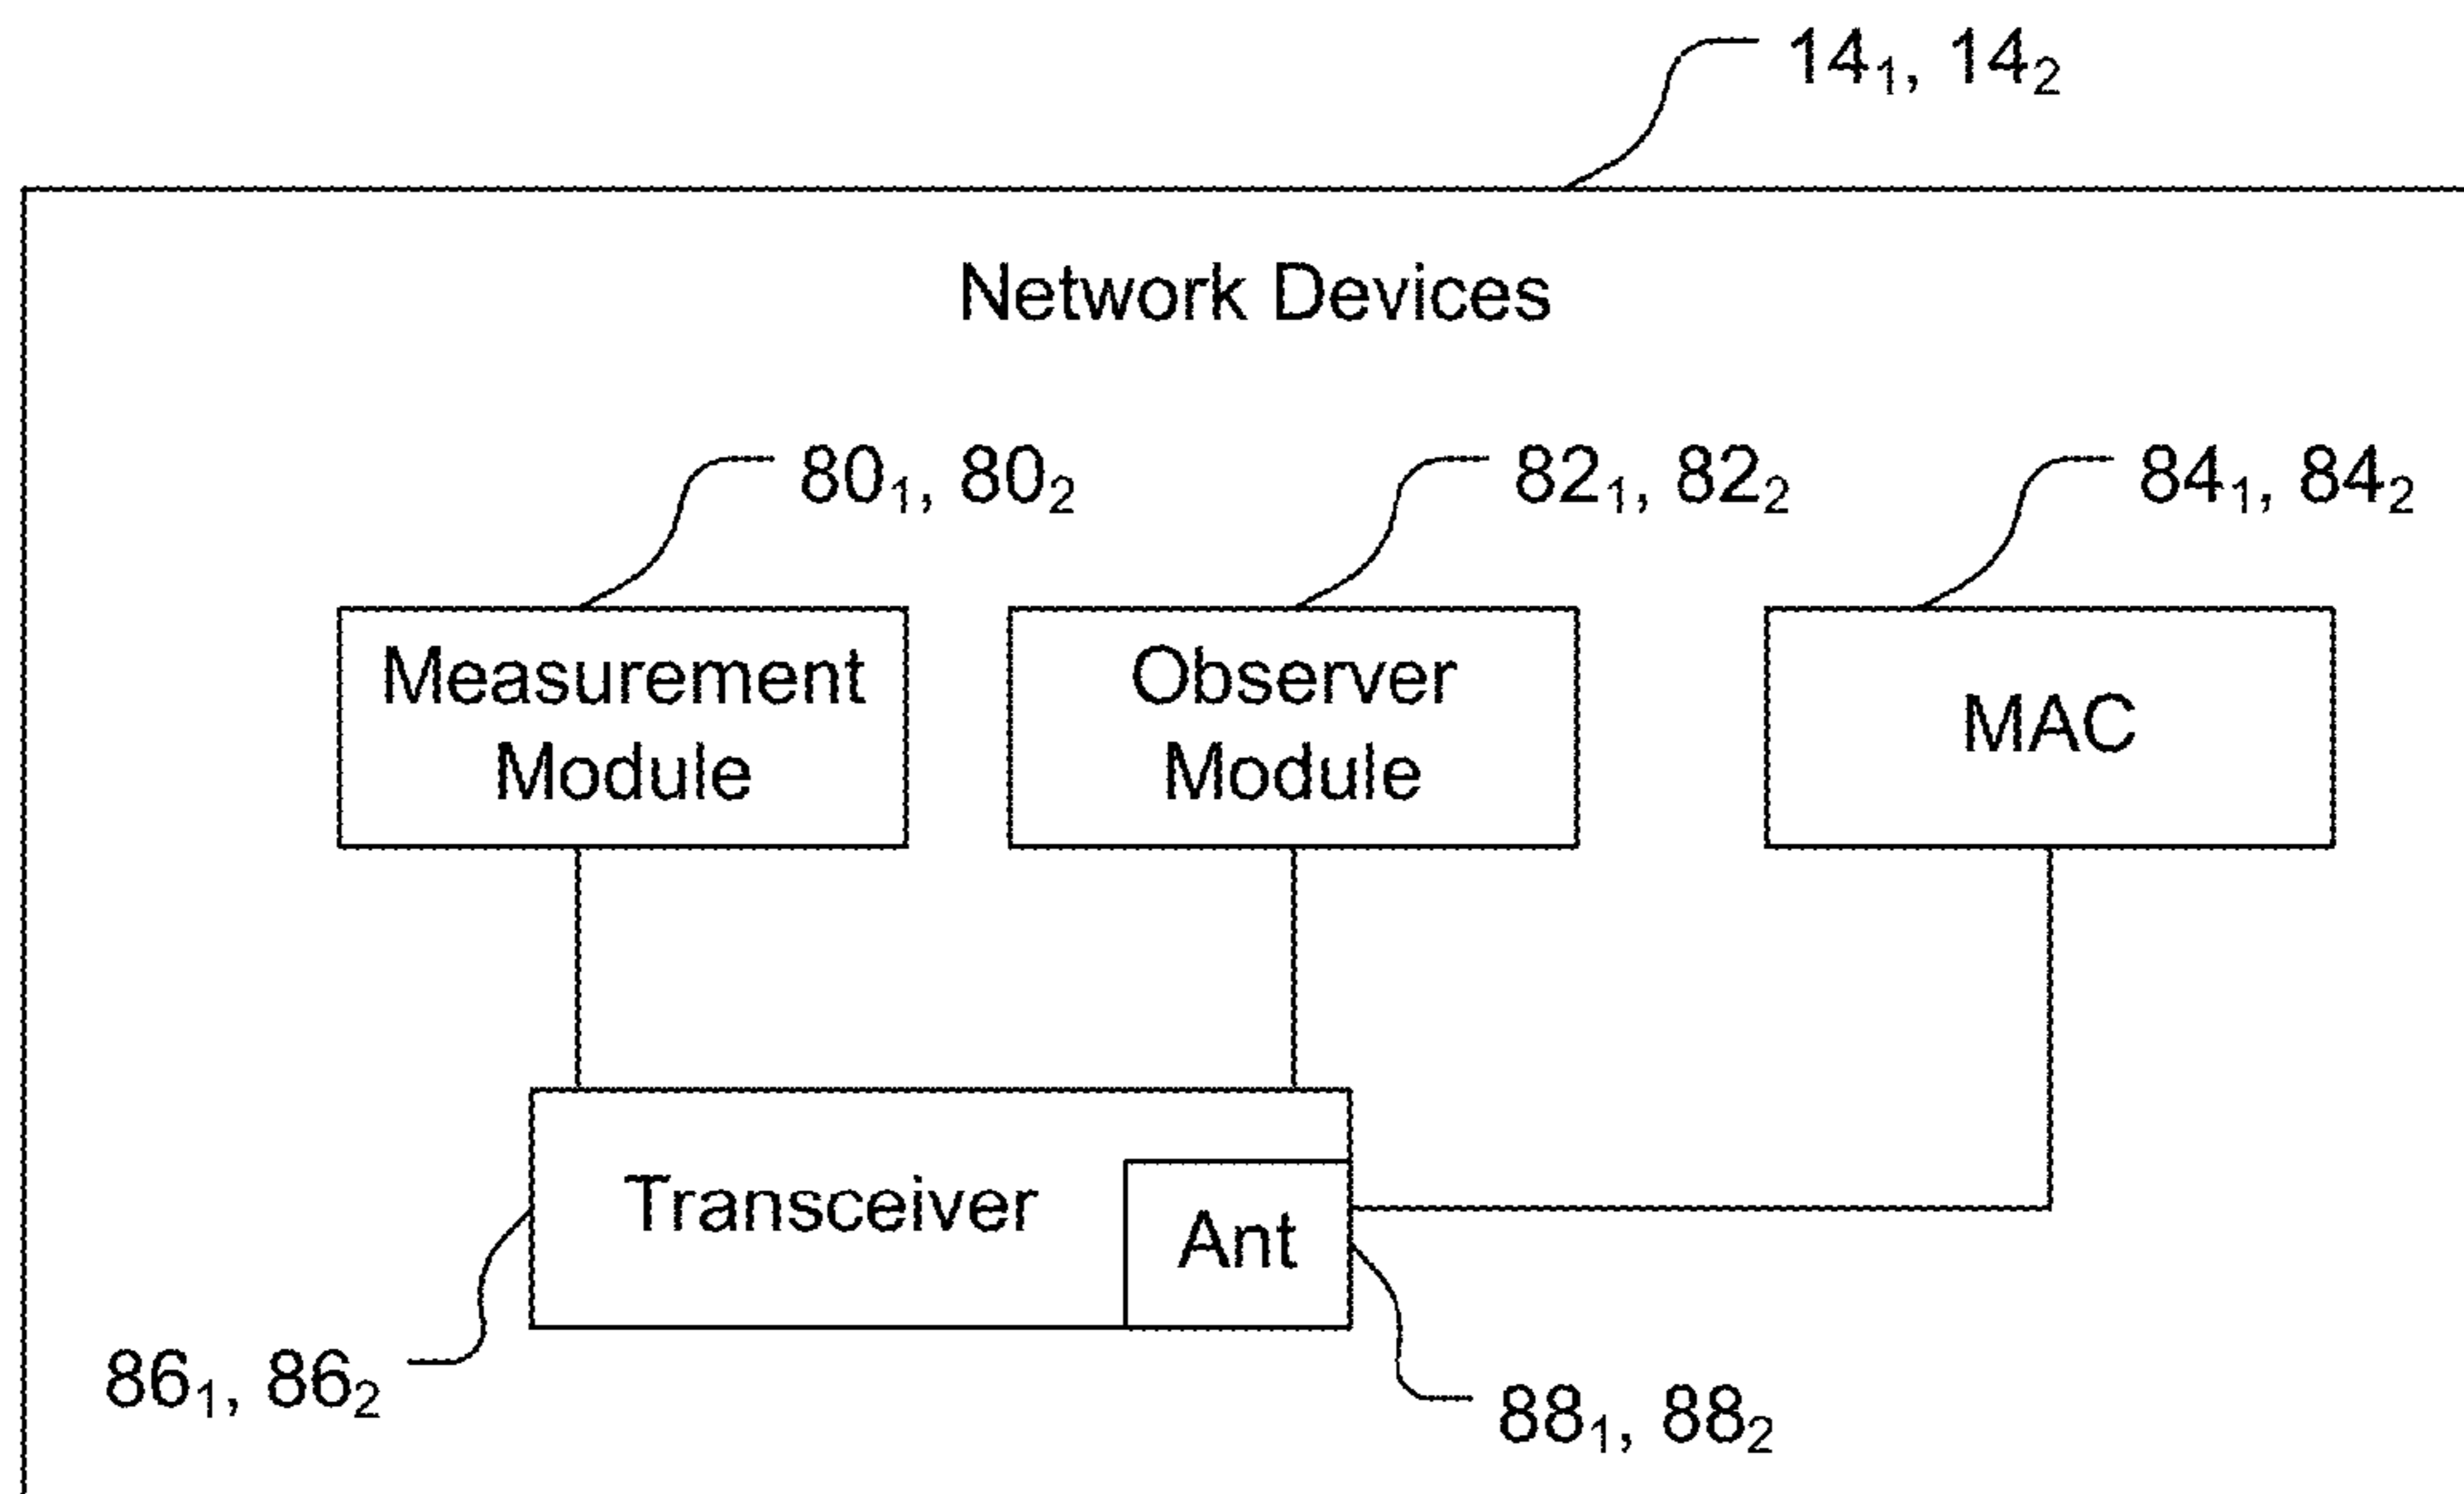 14₁, 14₂
Network Devices
80₁, 80₂
82₁, 82₂
84₁, 84₂
Measurement
Module
Observer
Module
MAC
Transceiver
Ant
86₁, 86₂
88₁, 88₂